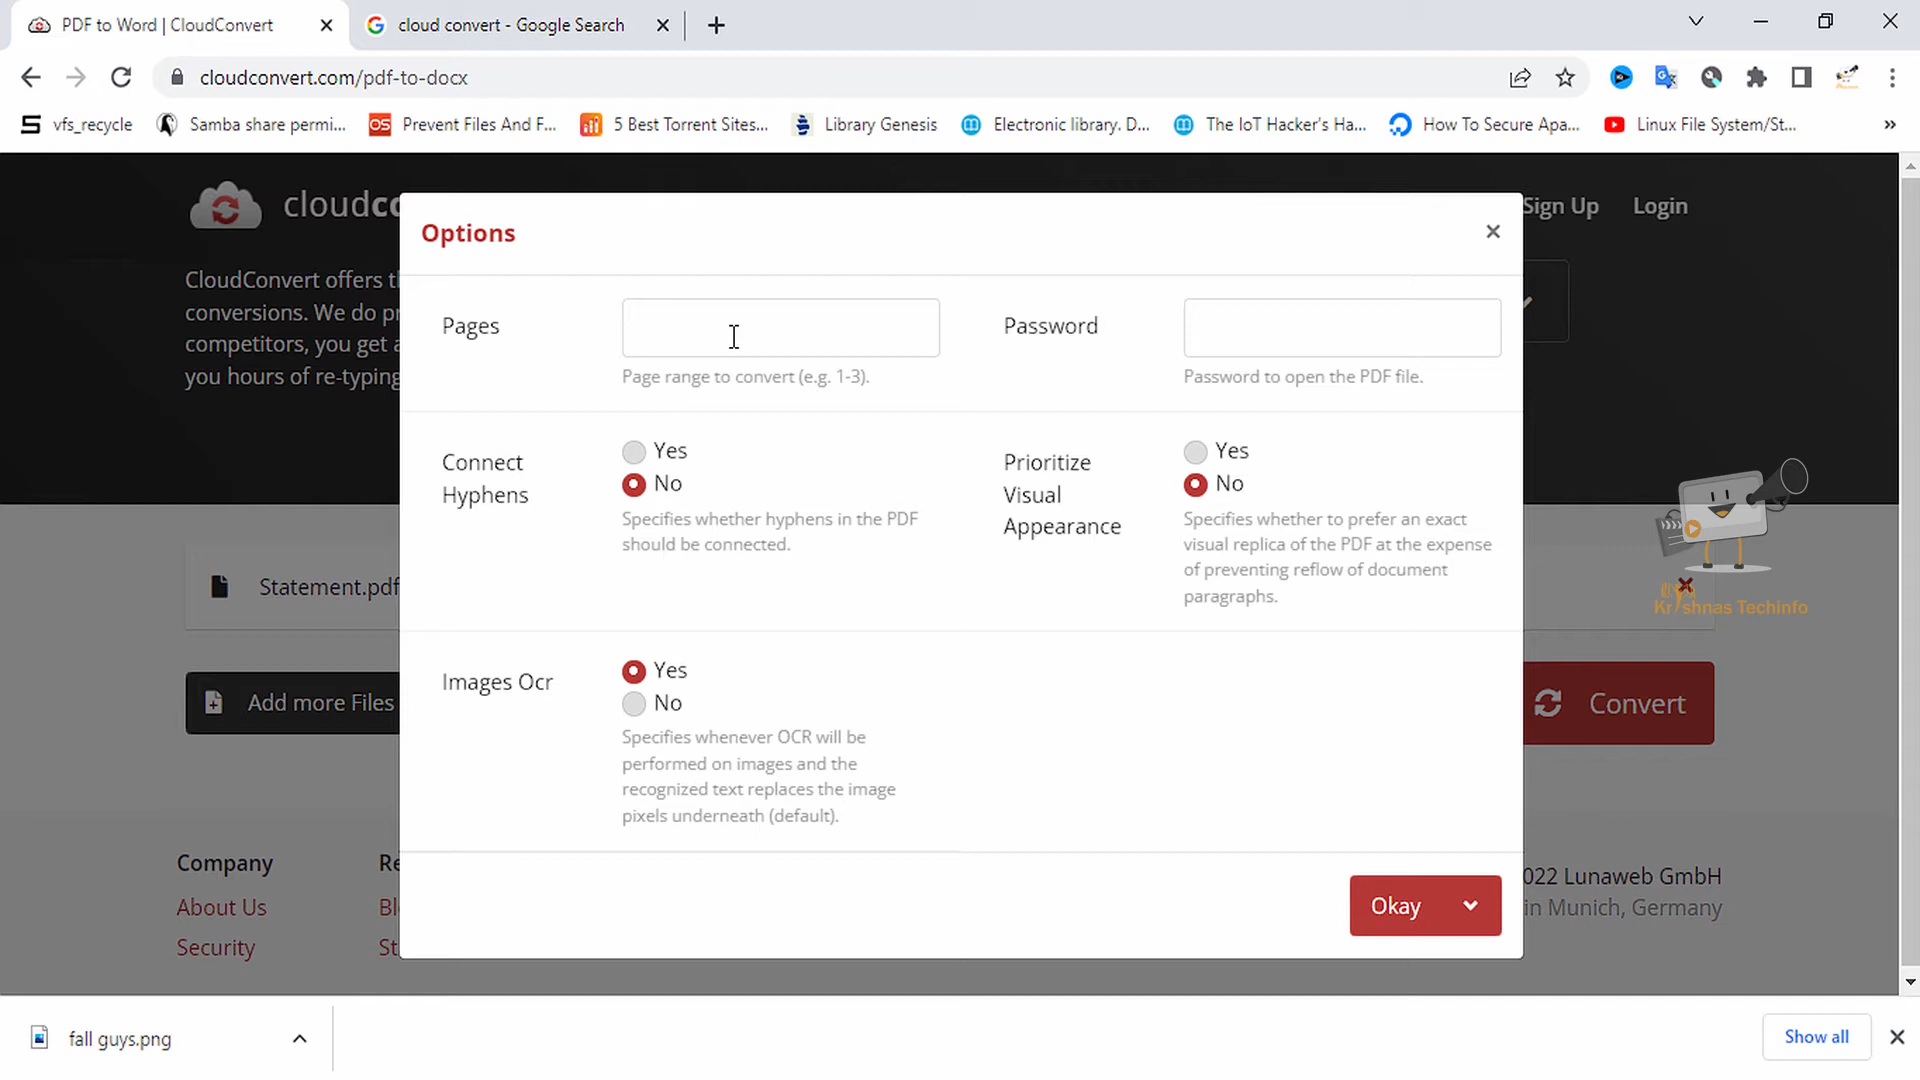 PDF to Word | CloudConvert
cloud convert - Google Search
cloudconvert.com/pdf-to-docx
vfs_recycle
Samba share permi...
OS
Prevent Files And F...
5 Best Torrent Sites...
Library Genesis
Electronic library. D...
The IoT Hacker's Ha...
How To Secure Apa...
Linux File System/St...
»
cloudc
Sign Up
Login
Options
CloudConvert offers t
conversions. We do pr
competitors, you get a
you hours of re-typing
Pages
Page range to convert (e.g. 1-3).
Password
Password to open the PDF file.
Connect
Hyphens
Yes
No
Specifies whether hyphens in the PDF
should be connected.
Prioritize
Visual
Appearance
Yes
No
Specifies whether to prefer an exact
visual replica of the PDF at the expense
of preventing reflow of document
paragraphs.
Krishnas Techinfo
Statement.pdf
Add more Files
Convert
Images Ocr
Yes
No
Specifies whenever OCR will be
performed on images and the
recognized text replaces the image
pixels underneath (default).
Okay
Company
Re
About Us
Bl
Security
St
022 Lunaweb GmbH
in Munich, Germany
fall guys.png
Show all